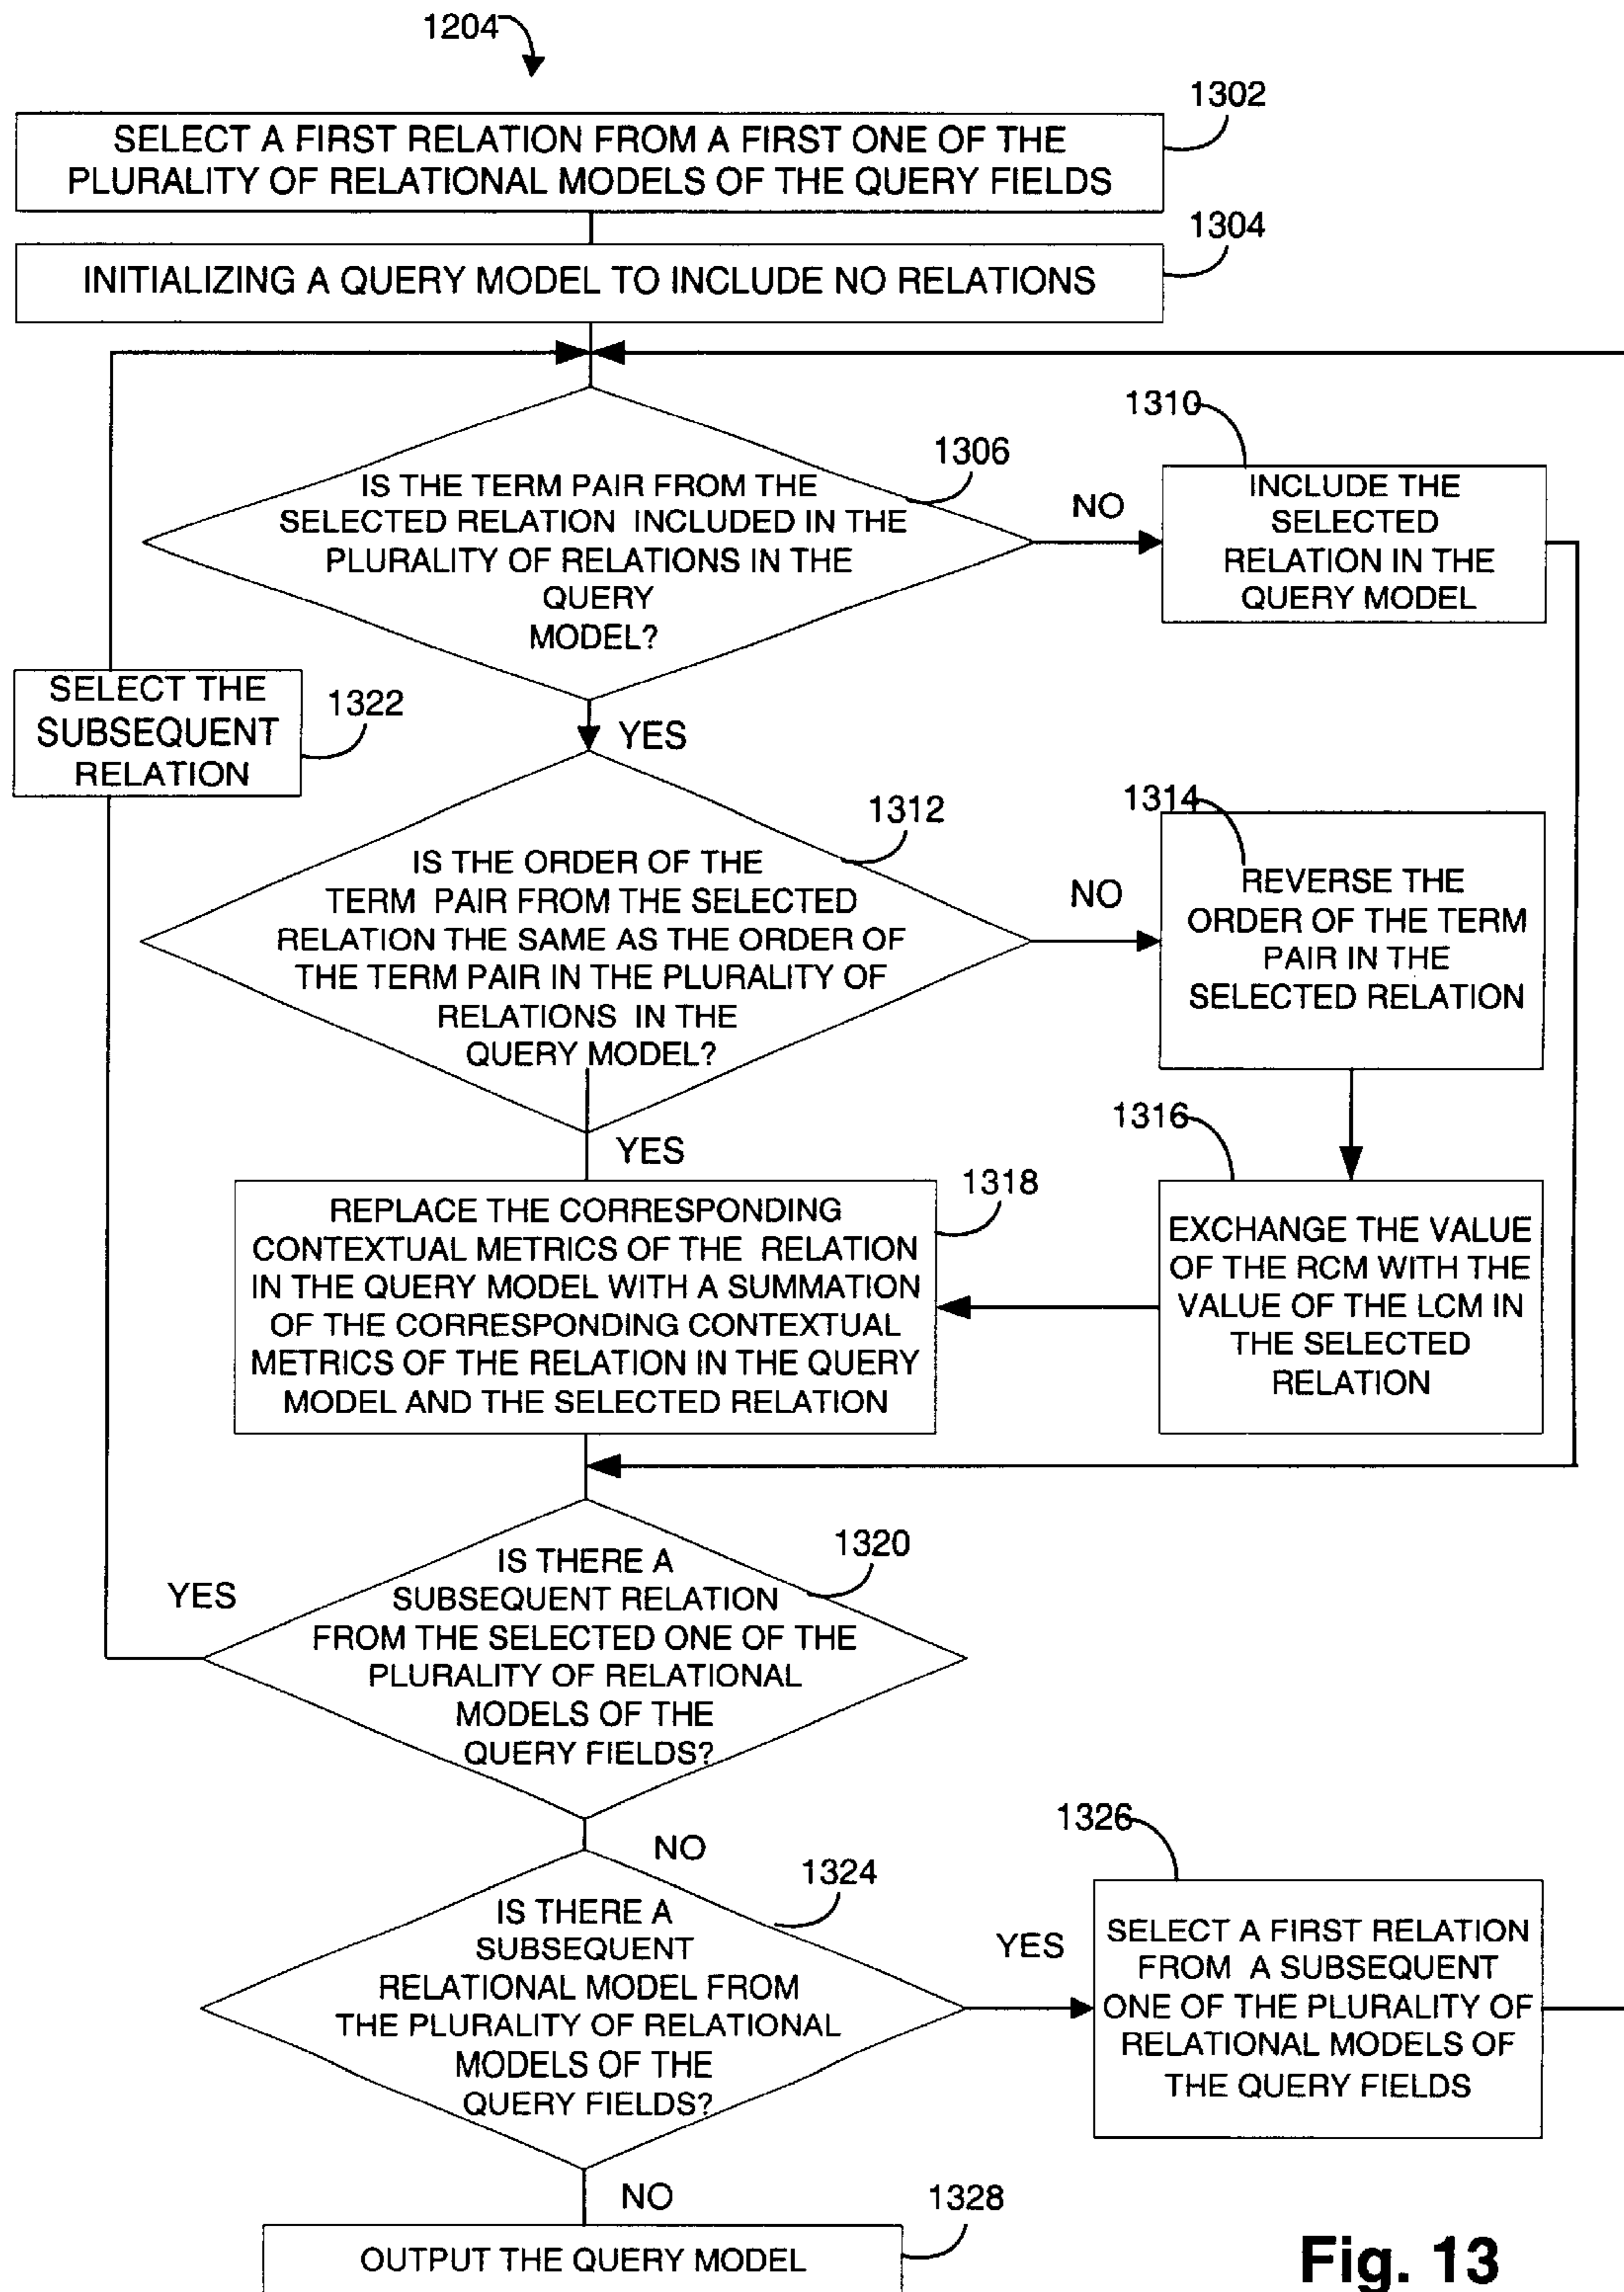 1204
1302
SELECT A FIRST RELATION FROM A FIRST ONE OF THE
PLURALITY OF RELATIONAL MODELS OF THE QUERY FIELDS
1304
INITIALIZING A QUERY MODEL TO INCLUDE NO RELATIONS
1306
IS THE TERM PAIR FROM THE
SELECTED RELATION INCLUDED IN THE
PLURALITY OF RELATIONS IN THE
QUERY
MODEL?
NO
1310
INCLUDE THE
SELECTED
RELATION IN THE
QUERY MODEL
SELECT THE
SUBSEQUENT
RELATION
1322
YES
1312
IS THE ORDER OF THE
TERM PAIR FROM THE SELECTED
RELATION THE SAME AS THE ORDER OF
THE TERM PAIR IN THE PLURALITY OF
RELATIONS IN THE
QUERY MODEL?
NO
1314
REVERSE THE
ORDER OF THE TERM
PAIR IN THE
SELECTED RELATION
YES
1316
EXCHANGE THE VALUE
OF THE RCM WITH THE
VALUE OF THE LCM IN
THE SELECTED
RELATION
1318
REPLACE THE CORRESPONDING
CONTEXTUAL METRICS OF THE RELATION
IN THE QUERY MODEL WITH A SUMMATION
OF THE CORRESPONDING CONTEXTUAL
METRICS OF THE RELATION IN THE QUERY
MODEL AND THE SELECTED RELATION
1320
IS THERE A
SUBSEQUENT RELATION
FROM THE SELECTED ONE OF THE
PLURALITY OF RELATIONAL
MODELS OF THE
QUERY FIELDS?
YES
NO
1324
IS THERE A
SUBSEQUENT
RELATIONAL MODEL FROM
THE PLURALITY OF RELATIONAL
MODELS OF THE
QUERY FIELDS?
YES
1326
SELECT A FIRST RELATION
FROM A SUBSEQUENT
ONE OF THE PLURALITY OF
RELATIONAL MODELS OF
THE QUERY FIELDS
NO
1328
OUTPUT THE QUERY MODEL
Fig. 13